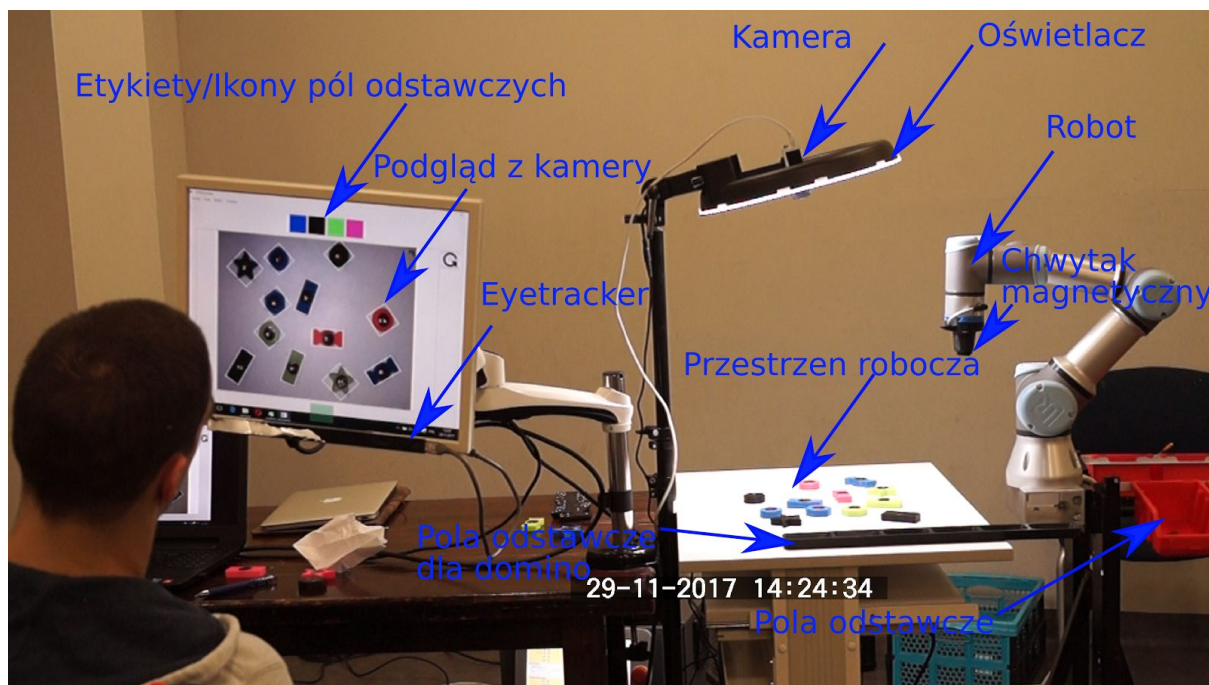 Kamera
Oświetlacz
Etykiety/Ikony pól odstawczych
Robot
Podgląd z kamery
Chwytak
magnetyczny
Eyetracker
Przestrzen robocza
Pola odstawcze
dla domino
29-11-2017 14:24:34
Pola odstawcze
UR